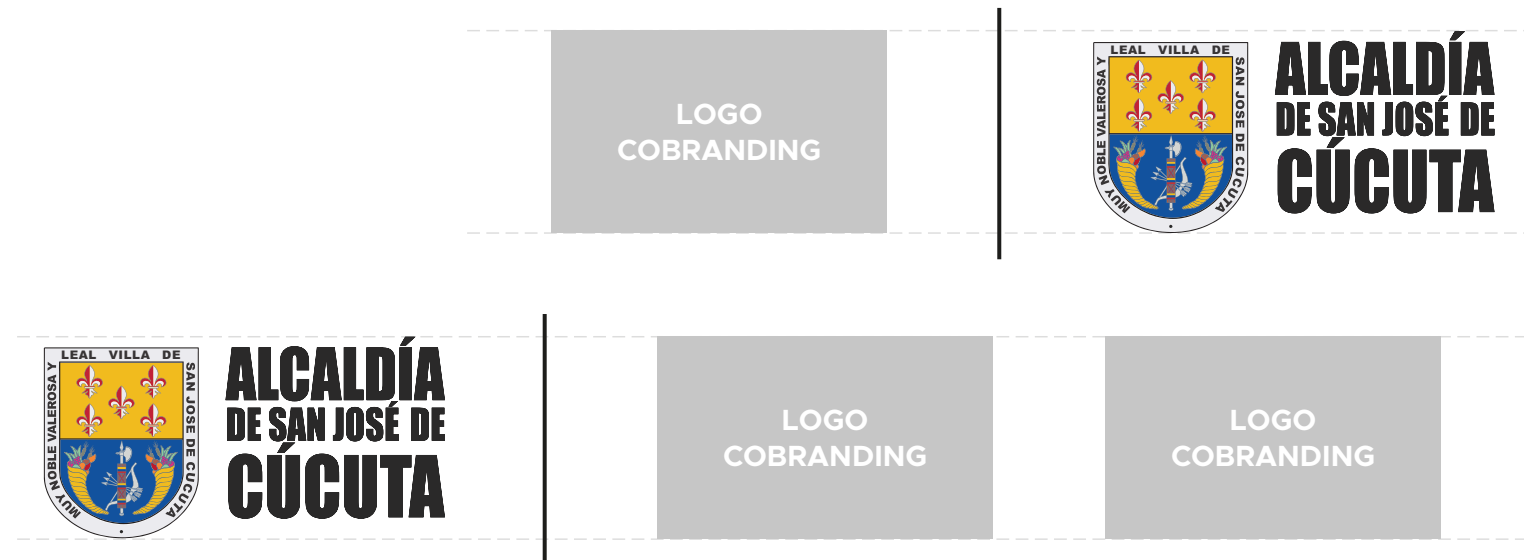 LOGO
COBRANDING
MUY NOBLE VALEROSA Y LEAL VILLA DE SAN JOSE DE CUCUTA
ALCALDÍA
DE SAN JOSÉ DE
CÚCUTA
MUY NOBLE VALEROSA Y LEAL VILLA DE SAN JOSE DE CUCUTA
ALCALDÍA
DE SAN JOSÉ DE
CÚCUTA
LOGO
COBRANDING
LOGO
COBRANDING